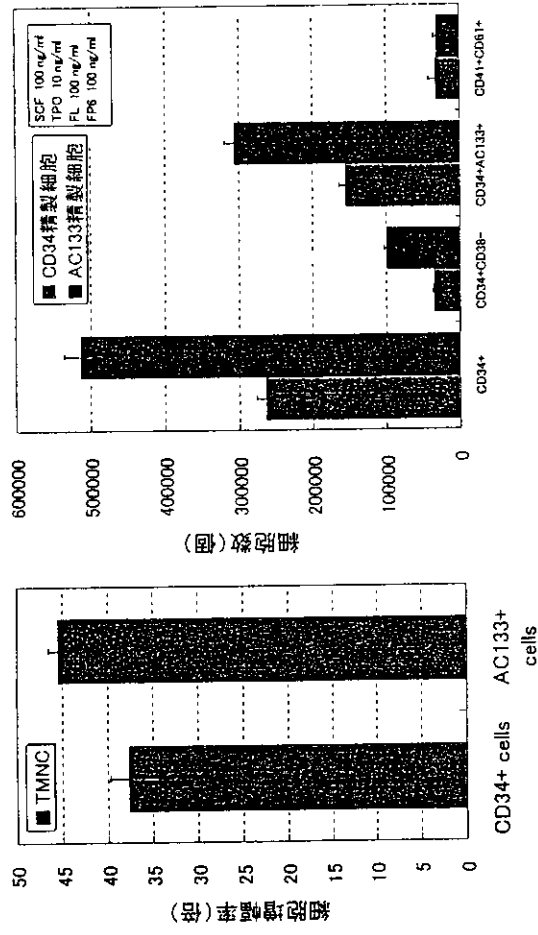 細胞増幅率(倍)
50
45
40
35
30
25
20
15
10
5
0
TMNC
CD34+ cells
AC133+
cells
細胞数(個)
600000
500000
400000
300000
200000
100000
0
CD34精製細胞
AC133精製細胞
SCF 100 ng/ml
TPO 10 ng/ml
FL 100 ng/ml
FP6 100 ng/ml
CD34+
CD34+CD38-
CD34+AC133+
CD41+CD61+